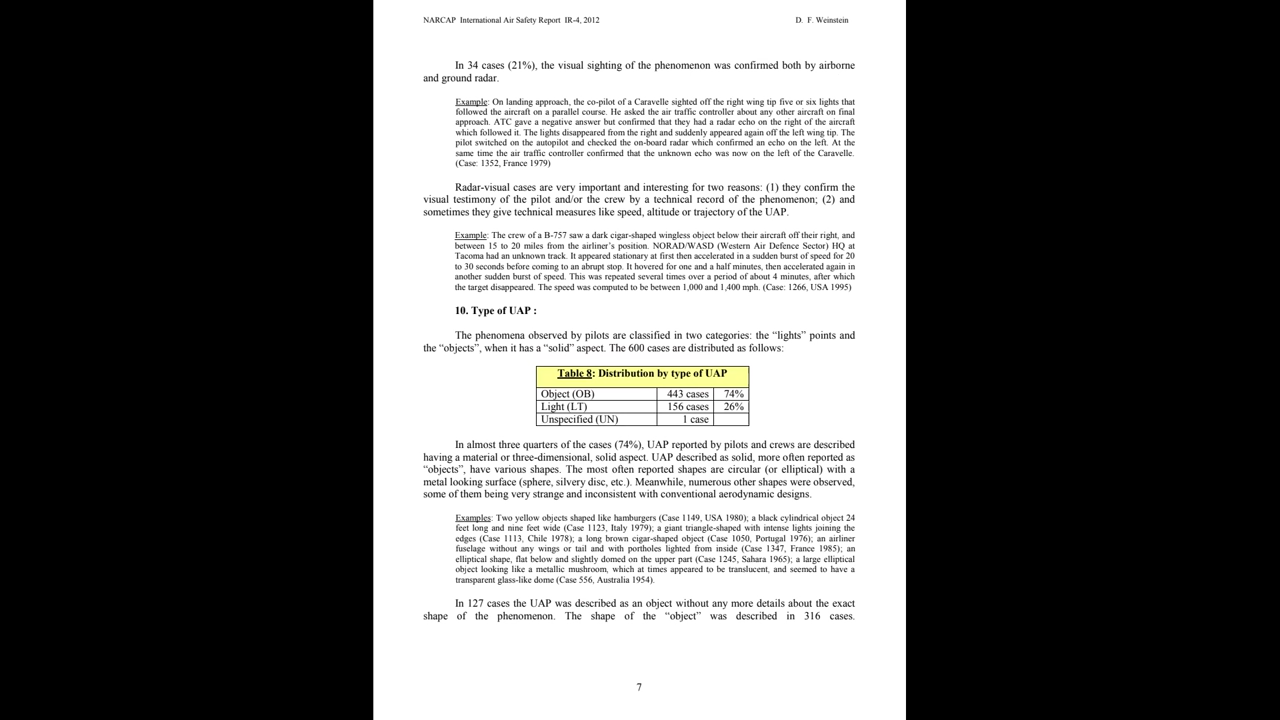 NARCAP International Air Safety Report IR-4, 2012 D. F. Weinstein
In 34 cases (21%), the visual sighting of the phenomenon was confirmed both by airborne
and ground radar.
Example: On landing approach, the co-pilot of a Caravelle sighted off the right wing tip five or six lights that
followed the aircraft on a parallel course. He asked the air traffic controller about any other aircraft on final
approach. ATC gave a negative answer but confirmed that they had a radar echo on the right of the aircraft
which followed it. The lights disappeared from the right and suddenly appeared again off the left wing tip. The
pilot switched on the autopilot and checked the on-board radar which confirmed an echo on the left. At the
same time the air traffic controller confirmed that the unknown echo was now on the left of the Caravelle.
(Case: 1352, France 1979)
Radar-visual cases are very important and interesting for two reasons: (1) they confirm the
visual testimony of the pilot and/or the crew by a technical record of the phenomenon; (2) and
sometimes they give technical measures like speed, altitude or trajectory of the UAP.
Example: The crew of a B-757 saw a dark cigar-shaped wingless object below their aircraft off their right, and
between 15 to 20 miles from the airliner's position. NORAD/WASD (Western Air Defence Sector) HQ at
Tacoma had an unknown track. It appeared stationary at first then accelerated in a sudden burst of speed for 20
to 30 seconds before coming to an abrupt stop. It hovered for one and a half minutes, then accelerated again in
another sudden burst of speed. This was repeated several times over a period of about 4 minutes, after which
the target disappeared. The speed was computed to be between 1,000 and 1,400 mph. (Case: 1266, USA 1995)
10. Type of UAP :
The phenomena observed by pilots are classified in two categories: the “lights” points and
the “objects”, when it has a “solid” aspect. The 600 cases are distributed as follows:
Table 8: Distribution by type of UAP
Object (OB) 443 cases 74%
Light (LT) 156 cases 26%
Unspecified (UN) 1 case
In almost three quarters of the cases (74%), UAP reported by pilots and crews are described
having a material or three-dimensional, solid aspect. UAP described as solid, more often reported as
“objects”, have various shapes. The most often reported shapes are circular (or elliptical) with a
metal looking surface (sphere, silvery disc, etc.). Meanwhile, numerous other shapes were observed,
some of them being very strange and inconsistent with conventional aerodynamic designs.
Examples: Two yellow objects shaped like hamburgers (Case 1149, USA 1980); a black cylindrical object 24
feet long and nine feet wide (Case 1123, Italy 1979); a giant triangle-shaped with intense lights joining the
edges (Case 1113, Chile 1978); a long brown cigar-shaped object (Case 1050, Portugal 1976); an airliner
fuselage without any wings or tail and with portholes lighted from inside (Case 1347, France 1985); an
elliptical shape, flat below and slightly domed on the upper part (Case 1245, Sahara 1965); a large elliptical
object looking like a metallic mushroom, which at times appeared to be translucent, and seemed to have a
transparent glass-like dome (Case 556, Australia 1954).
In 127 cases the UAP was described as an object without any more details about the exact
shape of the phenomenon. The shape of the “object” was described in 316 cases.
7